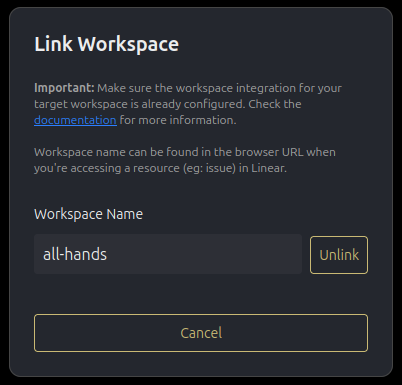 Link Workspace
Important: Make sure the workspace integration for your
target workspace is already configured. Check the
documentation for more information.
Workspace name can be found in the browser URL when
you're accessing a resource (eg: issue) in Linear.
Workspace Name
all-hands
Unlink
Cancel